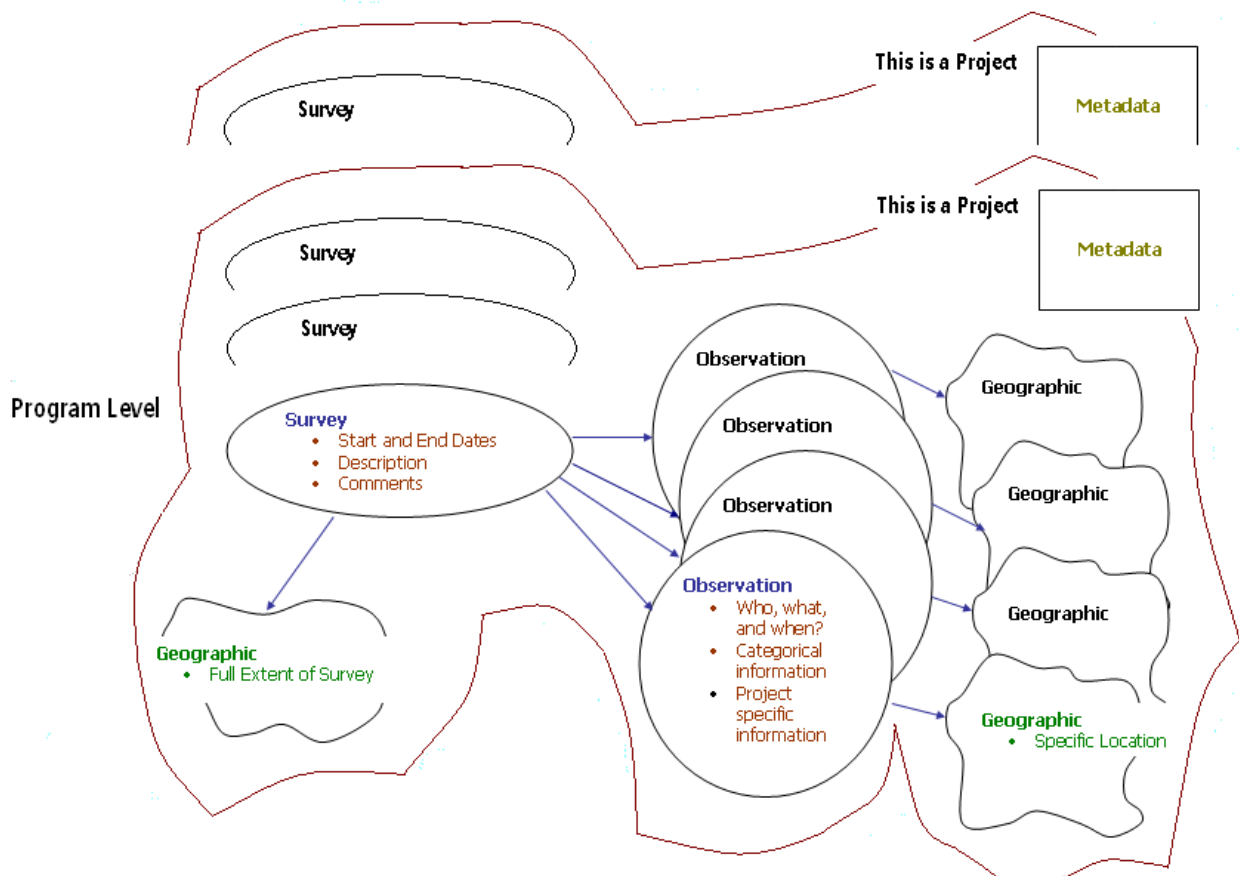 This is a Project
Metadata
Survey
This is a Project
Metadata
Survey
Survey
Program Level
Survey
• Start and End Dates
• Description
• Comments
Observation
Observation
Observation
Observation
• Who, what,
and when?
• Categorical
information
• Project
specific
information
Geographic
Geographic
Geographic
Geographic
• Specific Location
Geographic
• Full Extent of Survey